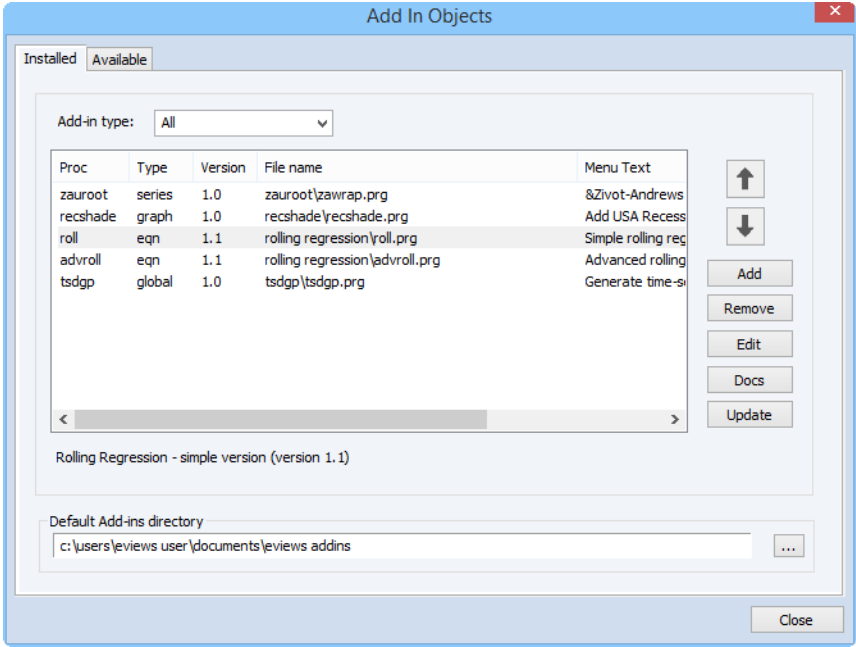 Add In Objects
Installed Available
Add-in type: All
Proc Type Version File name Menu Text
zauroot series 1.0 zauroot\zawrap.prg &Zivot-Andrews
recshade graph 1.0 recshade\recshade.prg Add USA Recess
roll eqn 1.1 rolling regression\roll.prg Simple rolling reg
advroll eqn 1.1 rolling regression\advroll.prg Advanced rolling
tsdgp global 1.0 tsdgp\tsdgp.prg Generate time-s
Add
Remove
Edit
Docs
Update
Rolling Regression - simple version (version 1.1)
Default Add-ins directory
c:\users\eviews user\documents\eviews addins ...
Close